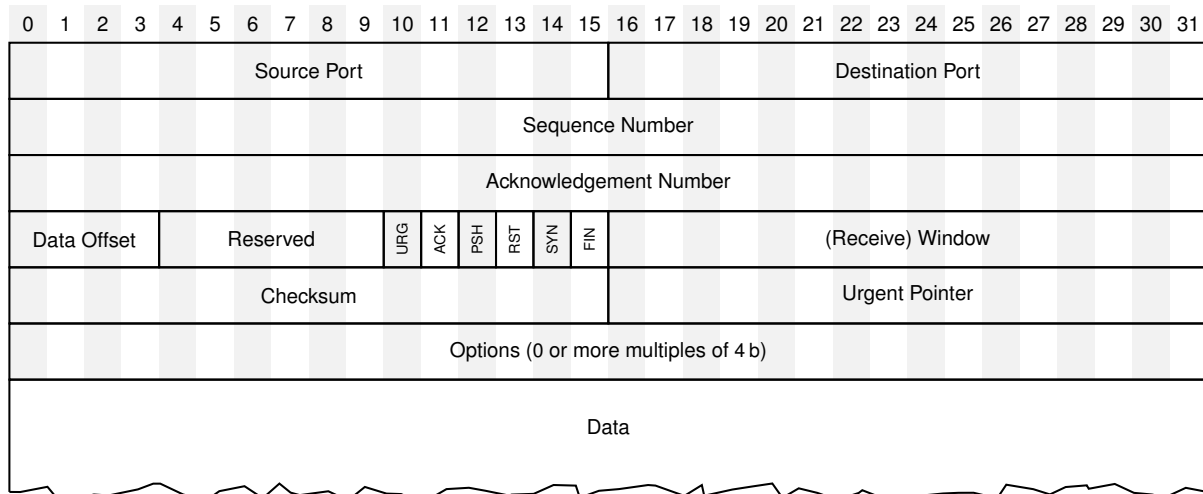 0 1 2 3 4 5 6 7 8 9 10 11 12 13 14 15 16 17 18 19 20 21 22 23 24 25 26 27 28 29 30 31
Source Port Destination Port
Sequence Number
Acknowledgement Number
Data Offset Reserved URG ACK PSH RST SYN FIN (Receive) Window
Checksum Urgent Pointer
Options (0 or more multiples of 4 b)
Data